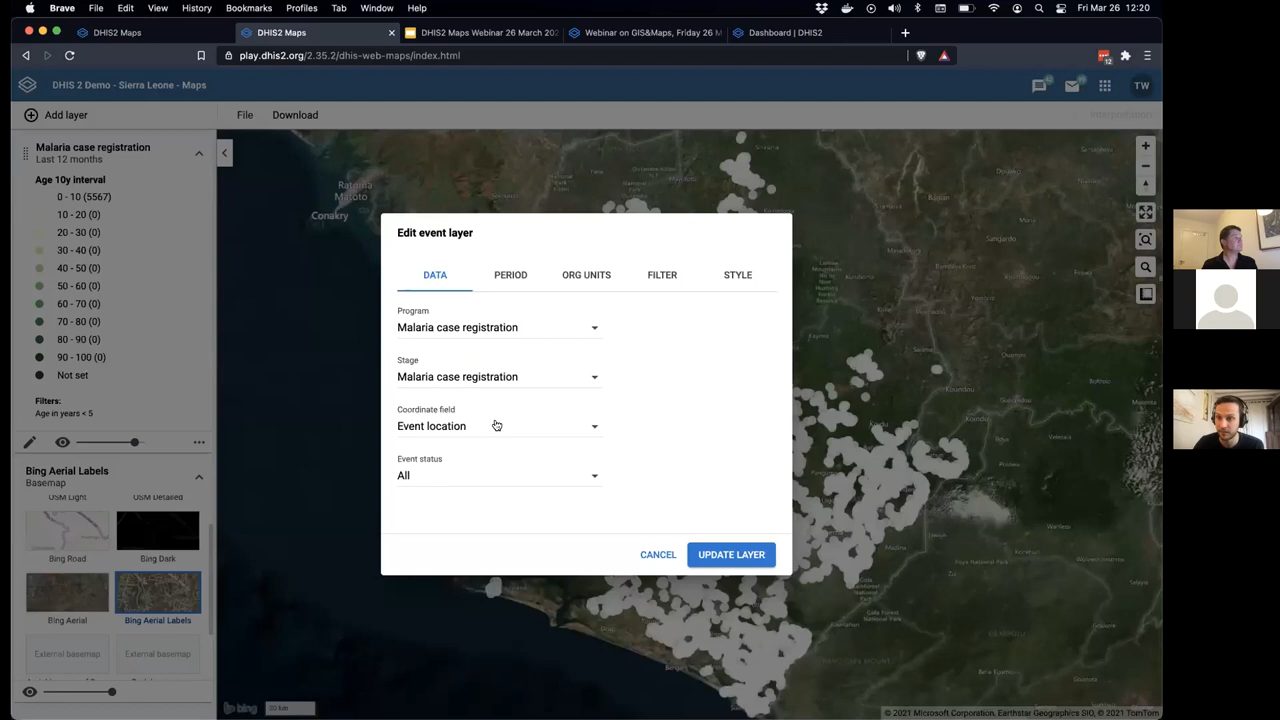 Brave File Edit View History Bookmarks Profiles Tab Window Help
Fri Mar 26 12:20
DHIS2 Maps
DHIS2 Maps
DHIS2 Maps Webinar 26 March 202
Webinar on GIS&Maps, Friday 26 M
Dashboard | DHIS2
play.dhis2.org/2.35.2/dhis-web-maps/index.html
12
DHIS 2 Demo - Sierra Leone - Maps
TW
Add layer
File
Download
Interpretation
Malaria case registration
Last 12 months
Age 10y interval
0 - 10 (5567)
10 - 20 (0)
20 - 30 (0)
30 - 40 (0)
40 - 50 (0)
50 - 60 (0)
60 - 70 (0)
70 - 80 (0)
80 - 90 (0)
90 - 100 (0)
Not set
Filters:
Age in years < 5
Bing Aerial Labels
Basemap
OSM Light
OSM Detailed
Bing Road
Bing Dark
Bing Aerial
Bing Aerial Labels
External basemap
External basemap
Ratoma
Matoto
Conakry
Edit event layer
DATA
PERIOD
ORG UNITS
FILTER
STYLE
Program
Malaria case registration
Stage
Malaria case registration
Coordinate field
Event location
Event status
All
CANCEL
UPDATE LAYER
bing
30 km
© 2021 Microsoft Corporation, Earthstar Geographics SIO, © 2021 TomTom